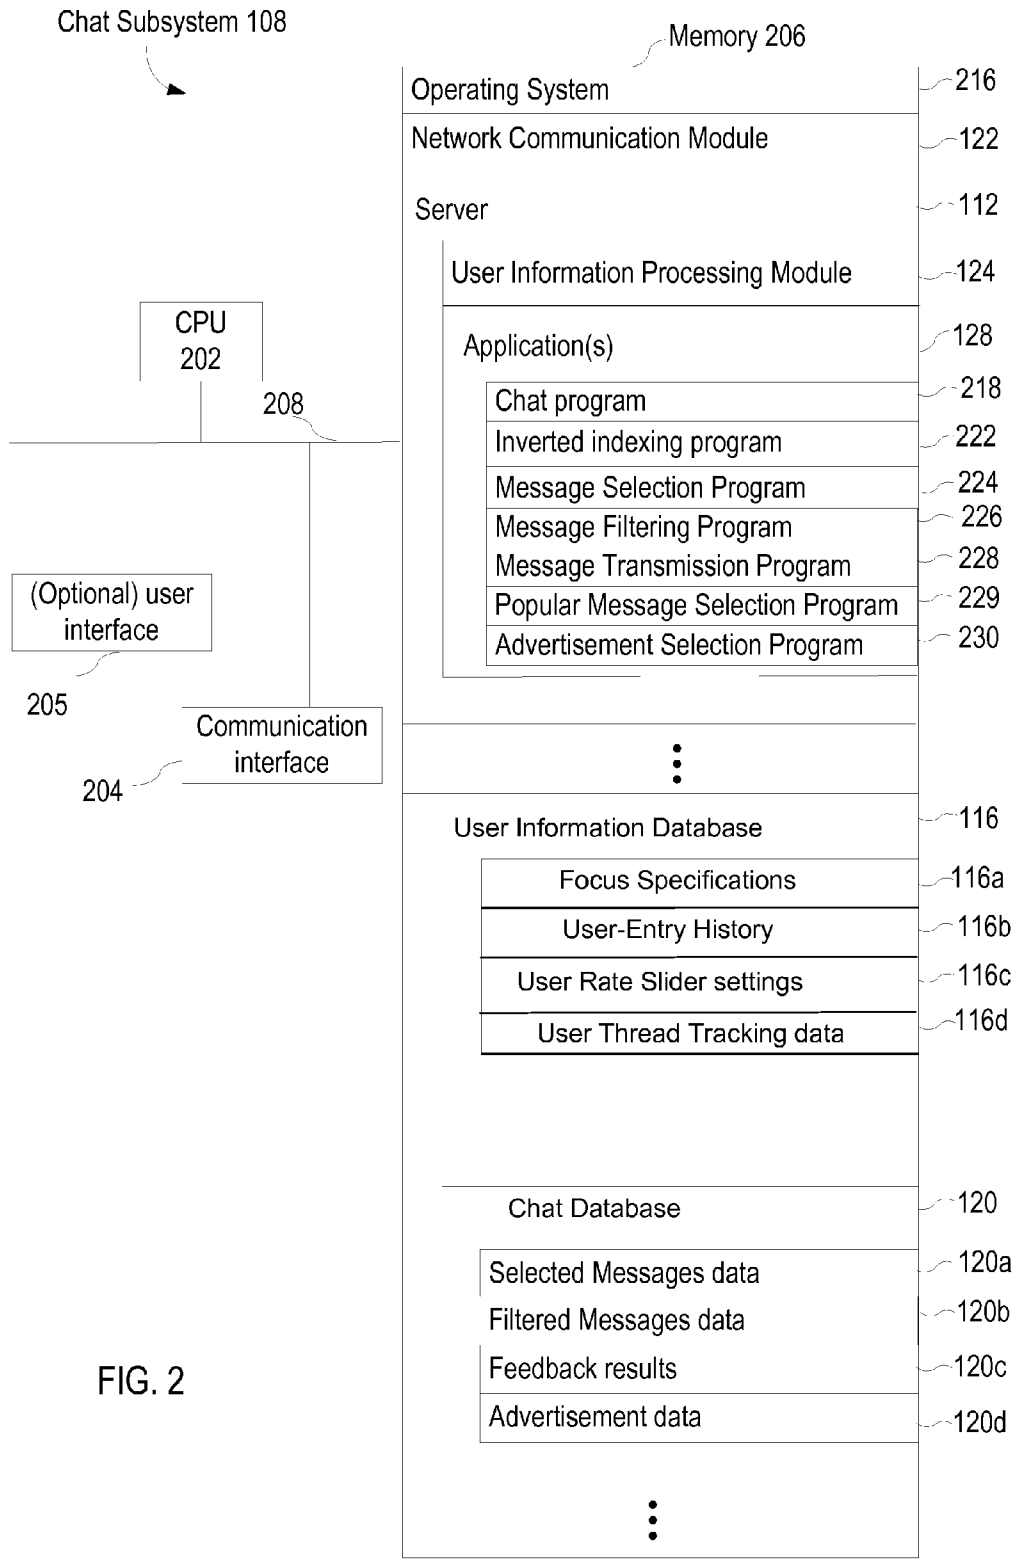 Chat Subsystem 108
Memory 206
Operating System 216
Network Communication Module 122
Server 112
User Information Processing Module 124
Application(s) 128
Chat program 218
Inverted indexing program 222
Message Selection Program 224
Message Filtering Program 226
Message Transmission Program 228
Popular Message Selection Program 229
Advertisement Selection Program 230
CPU
202
208
(Optional) user
interface
205
Communication
interface
204
User Information Database 116
Focus Specifications 116a
User-Entry History 116b
User Rate Slider settings 116c
User Thread Tracking data 116d
Chat Database 120
Selected Messages data 120a
Filtered Messages data 120b
Feedback results 120c
Advertisement data 120d
FIG. 2